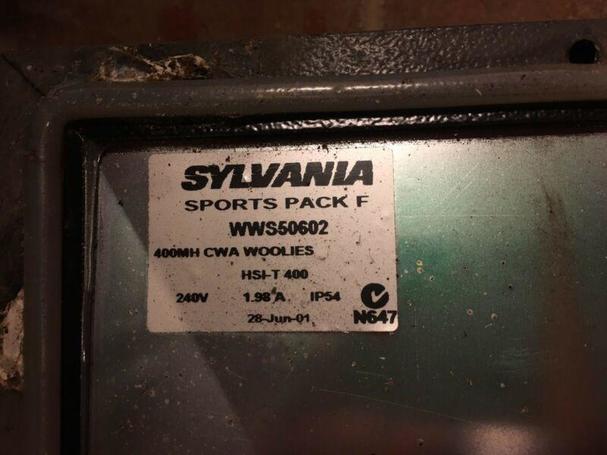 SYLVANIA
SPORTS PACK F
WWS50602
400MH CWA WOOLIES
HSI-T 400
240V 1.98 A IP54
28-Jun-01 N647